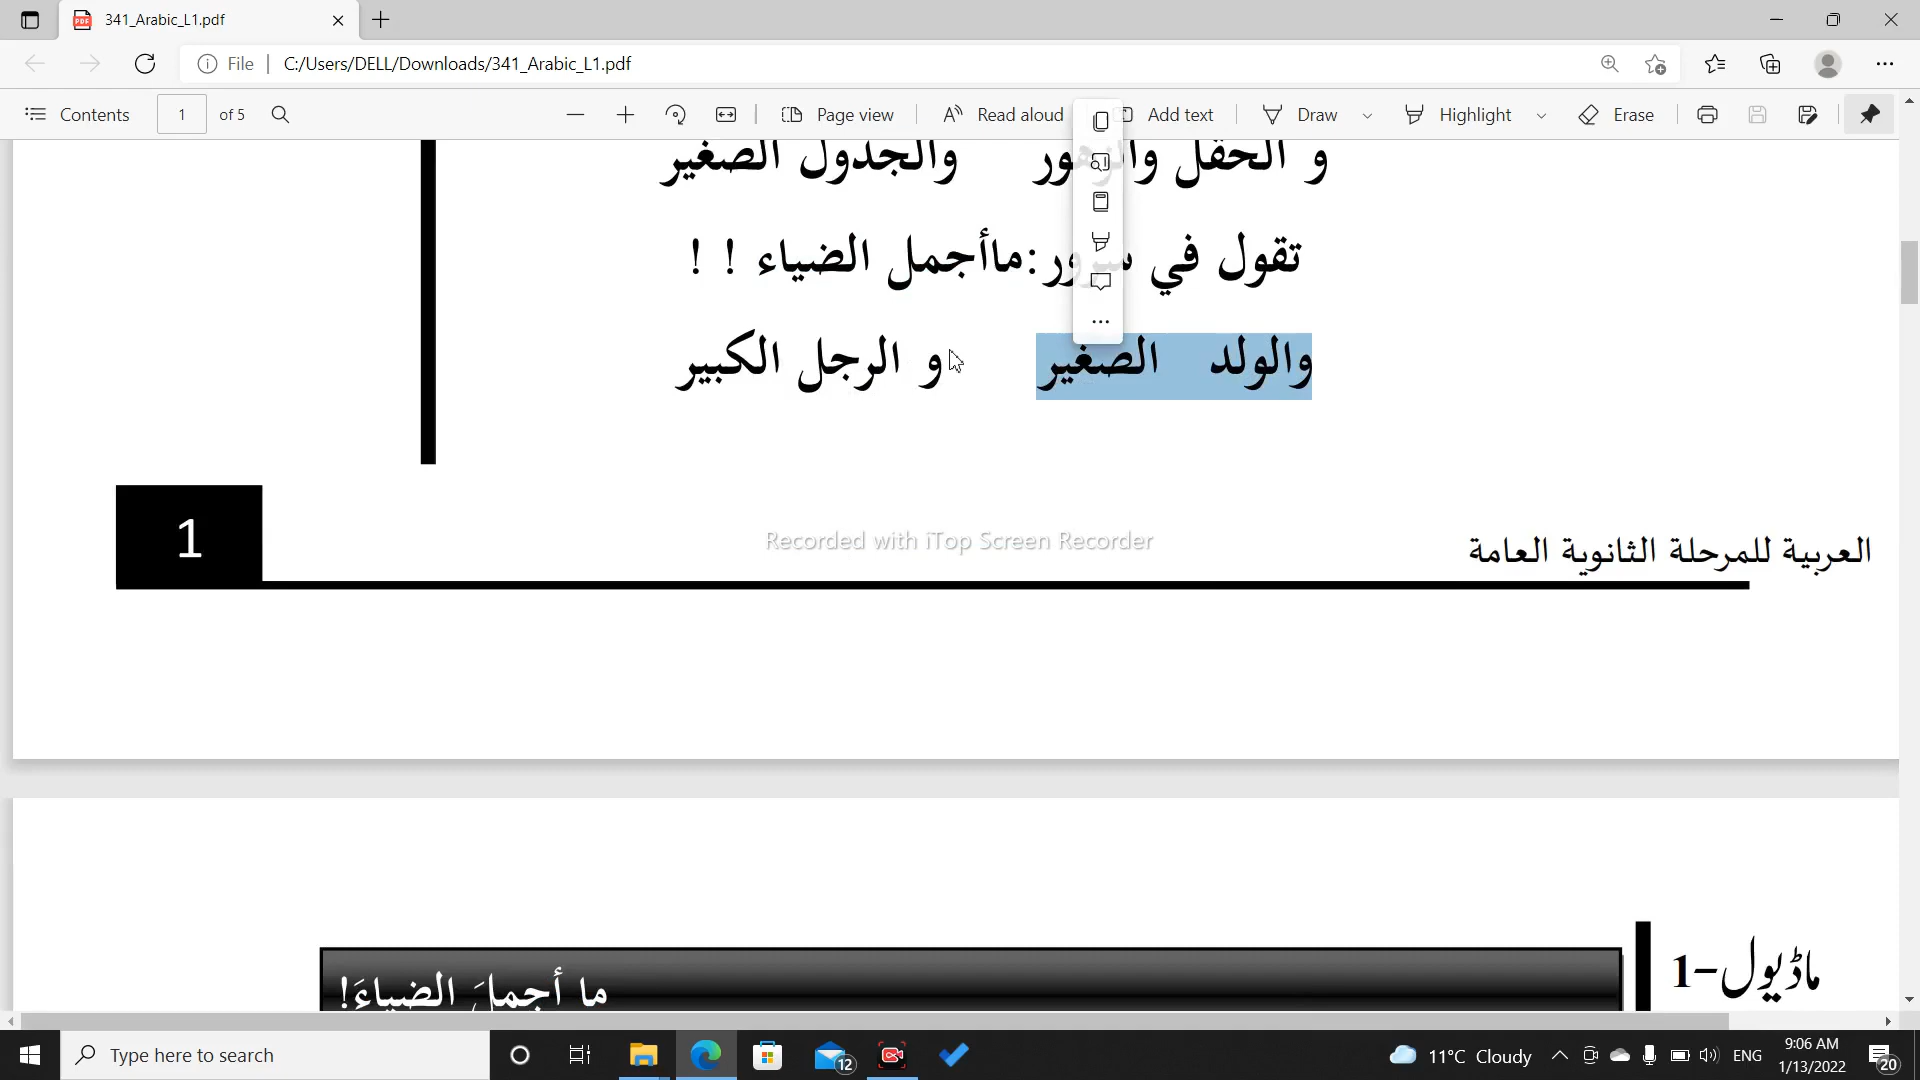 341_Arabic_L1.pdf
File
C:/Users/DELL/Downloads/341_Arabic_L1.pdf
Contents
1
of 5
Page view
Read aloud
Add text
Draw
Highlight
Erase
و الحقل والزهور والجدول الصغير
تقول في سرور:ماأجمل الضياء ! !
والولد الصغير و الرجل الكبير
1
Recorded with iTop Screen Recorder
العربية للمرحلة الثانوية العامة
ماڈیول-1
ما أجملَ الضياءَ!
Type here to search
12
11°C Cloudy
ENG
9:06 AM
1/13/2022
20